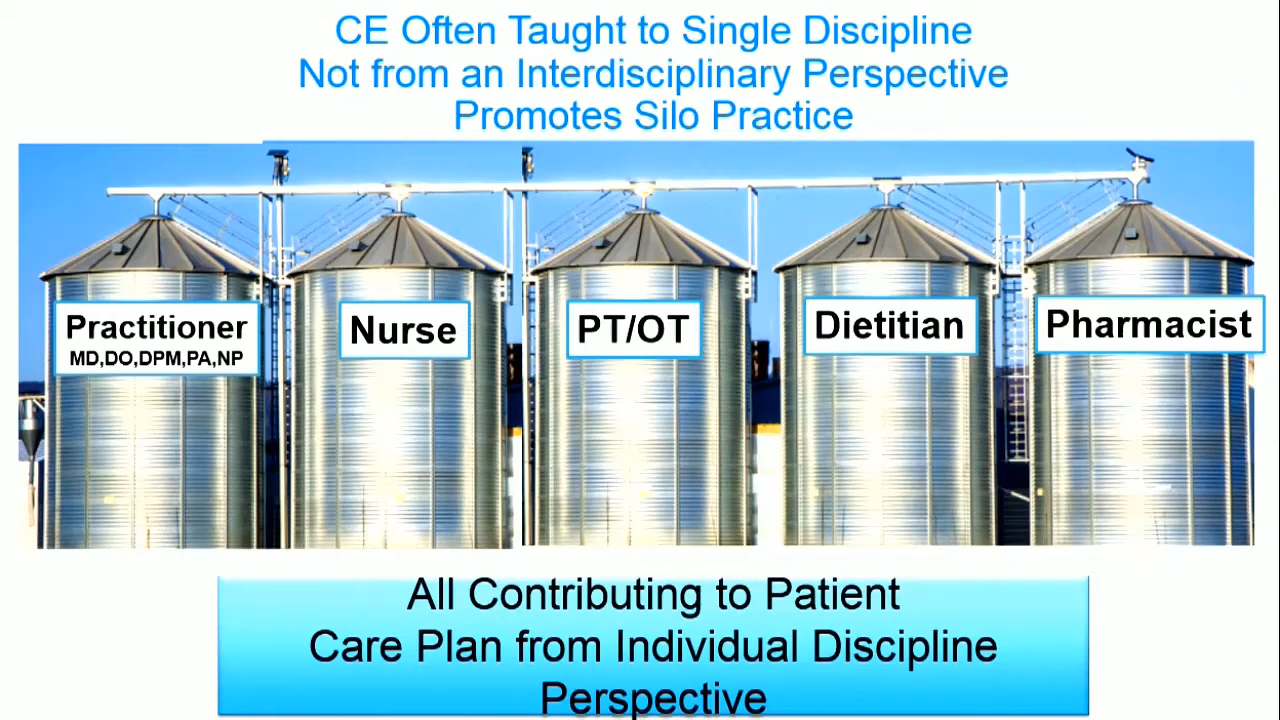 CE Often Taught to Single Discipline
Not from an Interdisciplinary Perspective
Promotes Silo Practice
Practitioner
MD,DO,DPM,PA,NP
Nurse
PT/OT
Dietitian
Pharmacist
All Contributing to Patient
Care Plan from Individual Discipline
Perspective